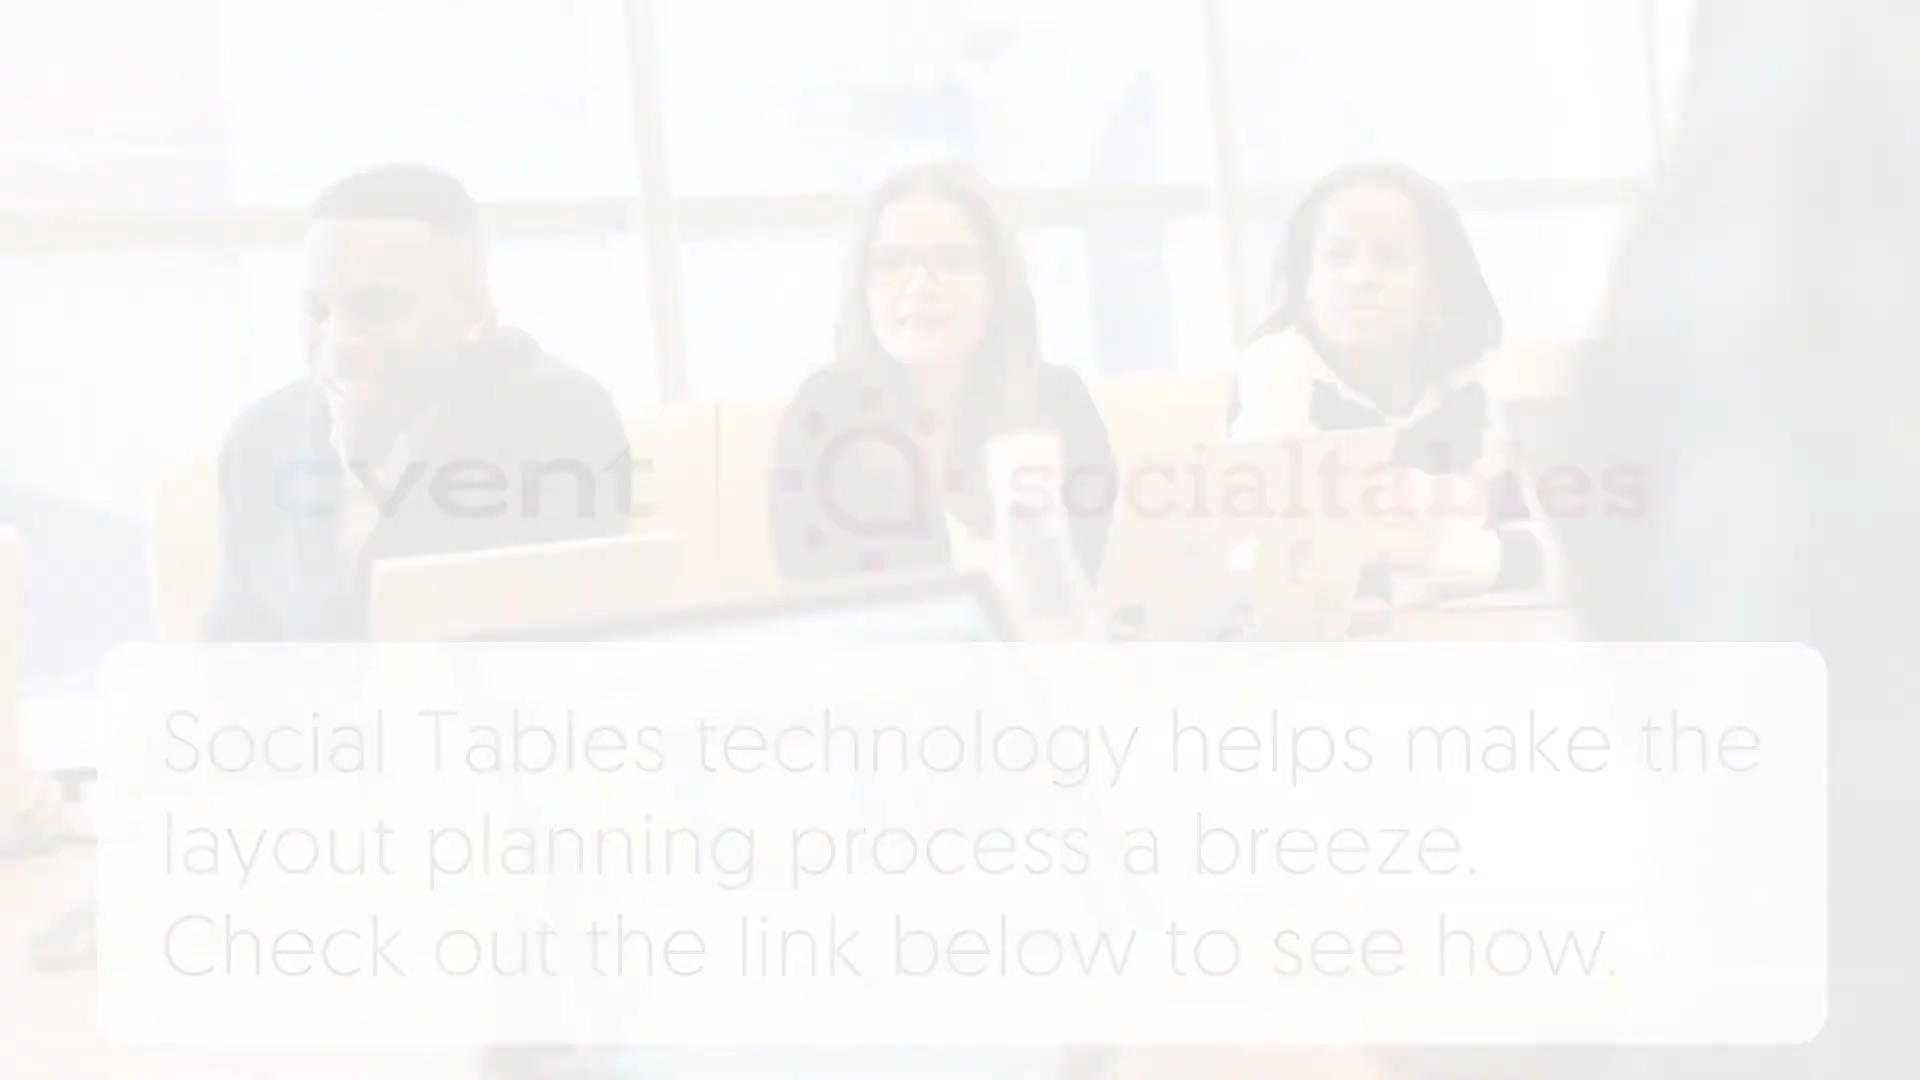 cvent socialtables
Social Tables technology helps make the
layout planning process a breeze.
Check out the link below to see how.